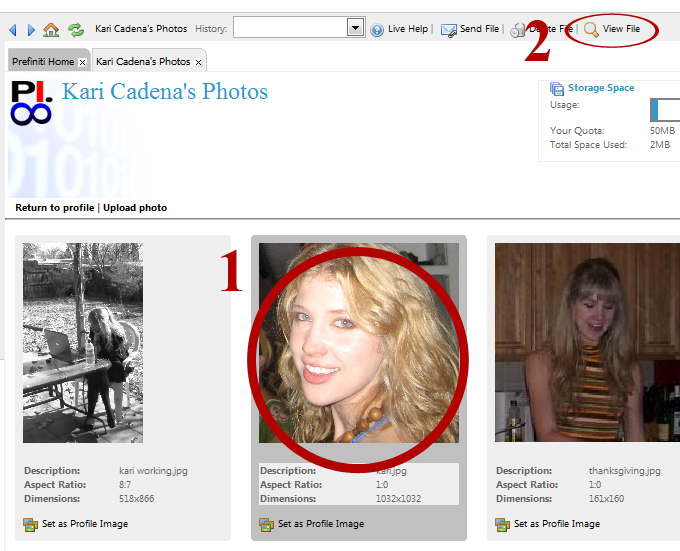 Kari Cadena's Photos History: Live Help | Send File | Delete File | View File
2
Prefiniti Home x Kari Cadena's Photos x
PI.
Kari Cadena's Photos
Storage Space
Usage:
Your Quota: 50MB
Total Space Used: 2MB
Return to profile | Upload photo
1
Description: kari working.jpg
Aspect Ratio: 8:7
Dimensions: 518x866
Set as Profile Image
Description: kari.jpg
Aspect Ratio: 1:0
Dimensions: 1032x1032
Set as Profile Image
Description: thanksgiving.jpg
Aspect Ratio: 1:0
Dimensions: 161x160
Set as Profile Image